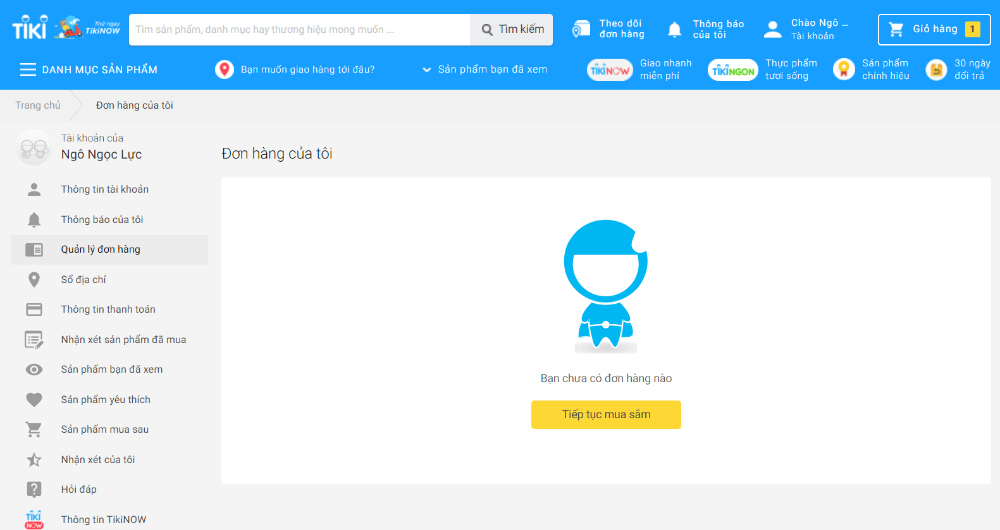 TIKI
Thử ngay
TikiNOW
Tìm sản phẩm, danh mục hay thương hiệu mong muốn ...
Tìm kiếm
Theo dõi
đơn hàng
Thông báo
của tôi
Chào Ngô ...
Tài khoản
Giỏ hàng 1
DANH MỤC SẢN PHẨM
Bạn muốn giao hàng tới đâu?
Sản phẩm bạn đã xem
TIKINOW
Giao nhanh
miễn phí
TIKINGON
Thực phẩm
tươi sống
Sản phẩm
chính hiệu
30 ngày
đổi trả
Trang chủ
Đơn hàng của tôi
Tài khoản của
Ngô Ngọc Lực
Thông tin tài khoản
Thông báo của tôi
Quản lý đơn hàng
Sổ địa chỉ
Thông tin thanh toán
Nhận xét sản phẩm đã mua
Sản phẩm bạn đã xem
Sản phẩm yêu thích
Sản phẩm mua sau
Nhận xét của tôi
Hỏi đáp
TIKI
NOW
Thông tin TikiNOW
Đơn hàng của tôi
Bạn chưa có đơn hàng nào
Tiếp tục mua sắm